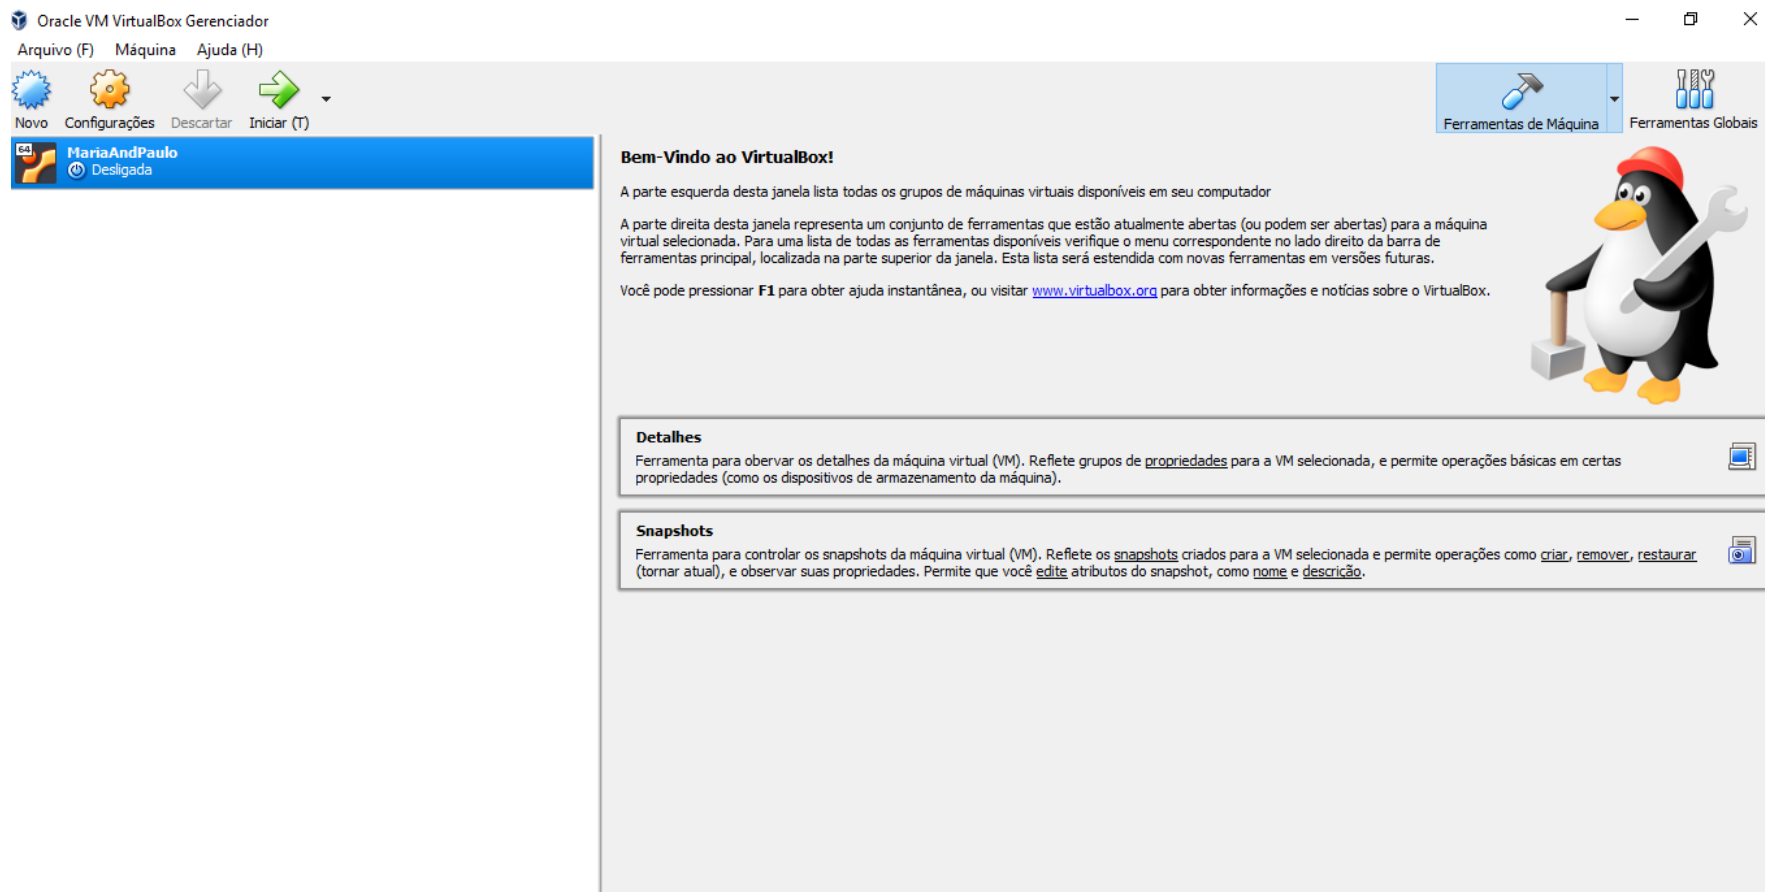 Oracle VM VirtualBox Gerenciador
Arquivo (F) Máquina Ajuda (H)
Novo Configurações Descartar Iniciar (T) Ferramentas de Máquina Ferramentas Globais
64
MariaAndPaulo
Desligada
Bem-Vindo ao VirtualBox!
A parte esquerda desta janela lista todas os grupos de máquinas virtuais disponíveis em seu computador
A parte direita desta janela representa um conjunto de ferramentas que estão atualmente abertas (ou podem ser abertas) para a máquina
virtual selecionada. Para uma lista de todas as ferramentas disponíveis verifique o menu correspondente no lado direito da barra de
ferramentas principal, localizada na parte superior da janela. Esta lista será estendida com novas ferramentas em versões futuras.
Você pode pressionar F1 para obter ajuda instantânea, ou visitar www.virtualbox.org para obter informações e notícias sobre o VirtualBox.
Detalhes
Ferramenta para obervar os detalhes da máquina virtual (VM). Reflete grupos de propriedades para a VM selecionada, e permite operações básicas em certas
propriedades (como os dispositivos de armazenamento da máquina).
Snapshots
Ferramenta para controlar os snapshots da máquina virtual (VM). Reflete os snapshots criados para a VM selecionada e permite operações como criar, remover, restaurar
(tornar atual), e observar suas propriedades. Permite que você edite atributos do snapshot, como nome e descrição.